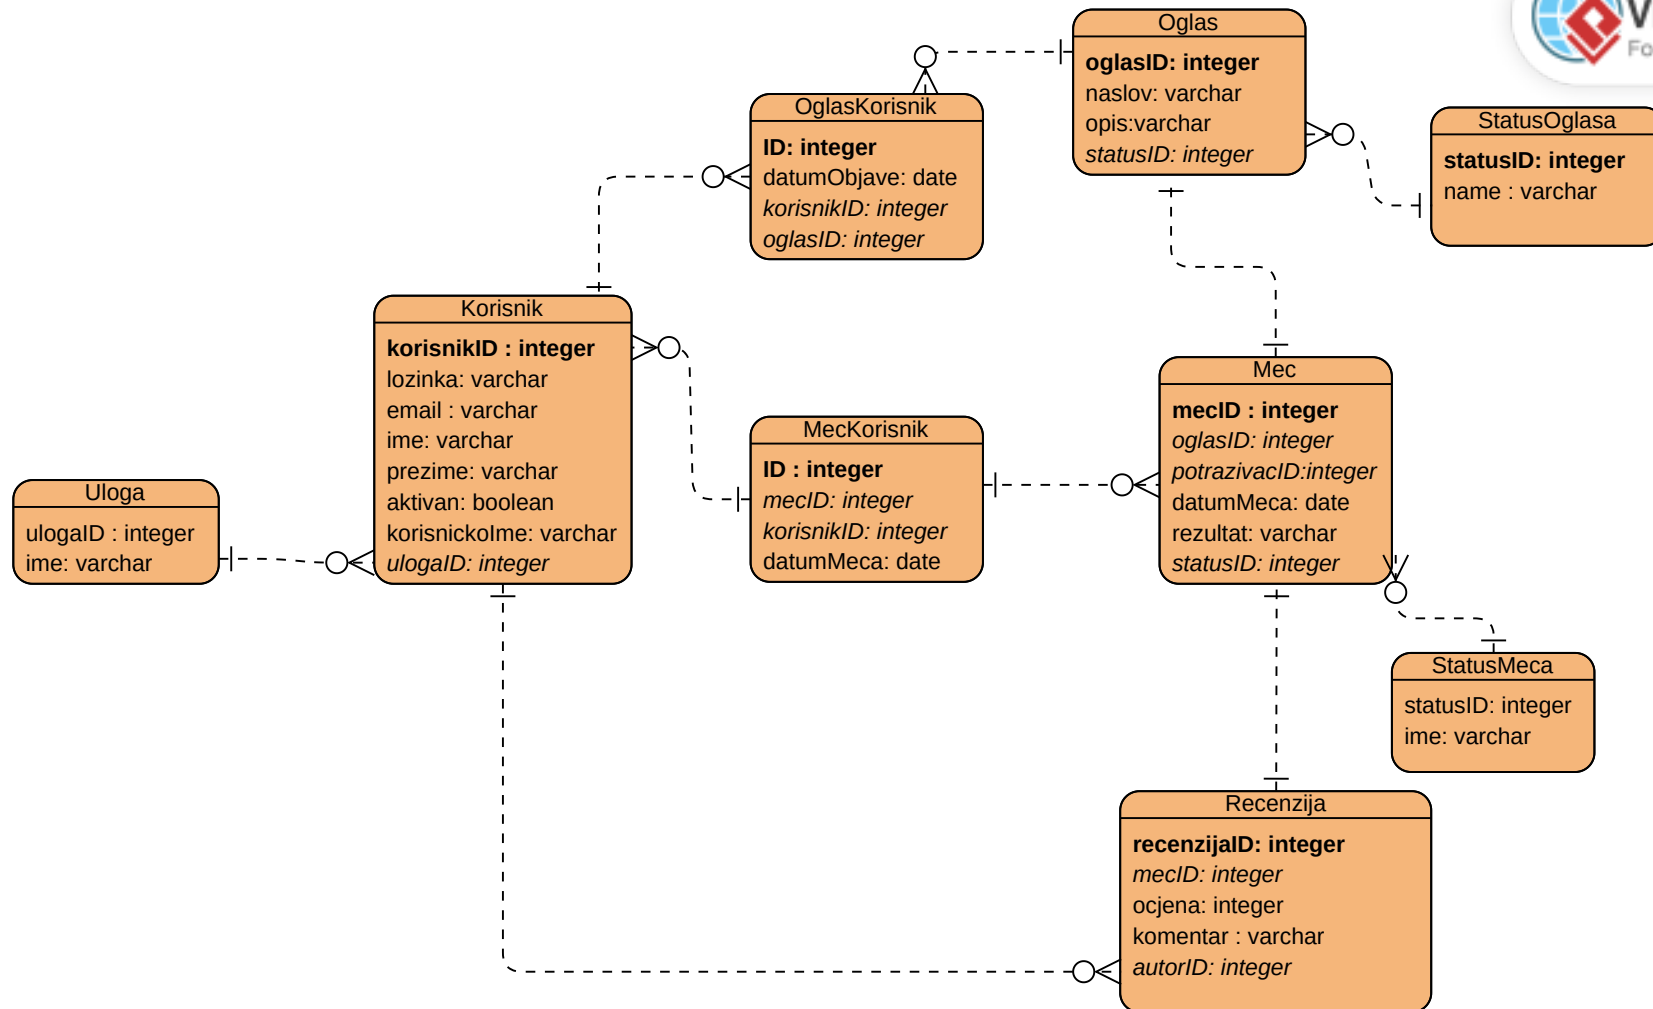 Oglas
oglasID: integer
naslov: varchar
opis:varchar
statusID: integer
OglasKorisnik
ID: integer
datumObjave: date
korisnikID: integer
oglasID: integer
StatusOglasa
statusID: integer
name : varchar
Korisnik
korisnikID : integer
lozinka: varchar
email : varchar
ime: varchar
prezime: varchar
aktivan: boolean
korisnickoIme: varchar
ulogaID: integer
MecKorisnik
ID : integer
mecID: integer
korisnikID: integer
datumMeca: date
Mec
mecID : integer
oglasID: integer
potrazivacID:integer
datumMeca: date
rezultat: varchar
statusID: integer
Uloga
ulogaID : integer
ime: varchar
StatusMeca
statusID: integer
ime: varchar
Recenzija
recenzijaID: integer
mecID: integer
ocjena: integer
komentar : varchar
autorID: integer